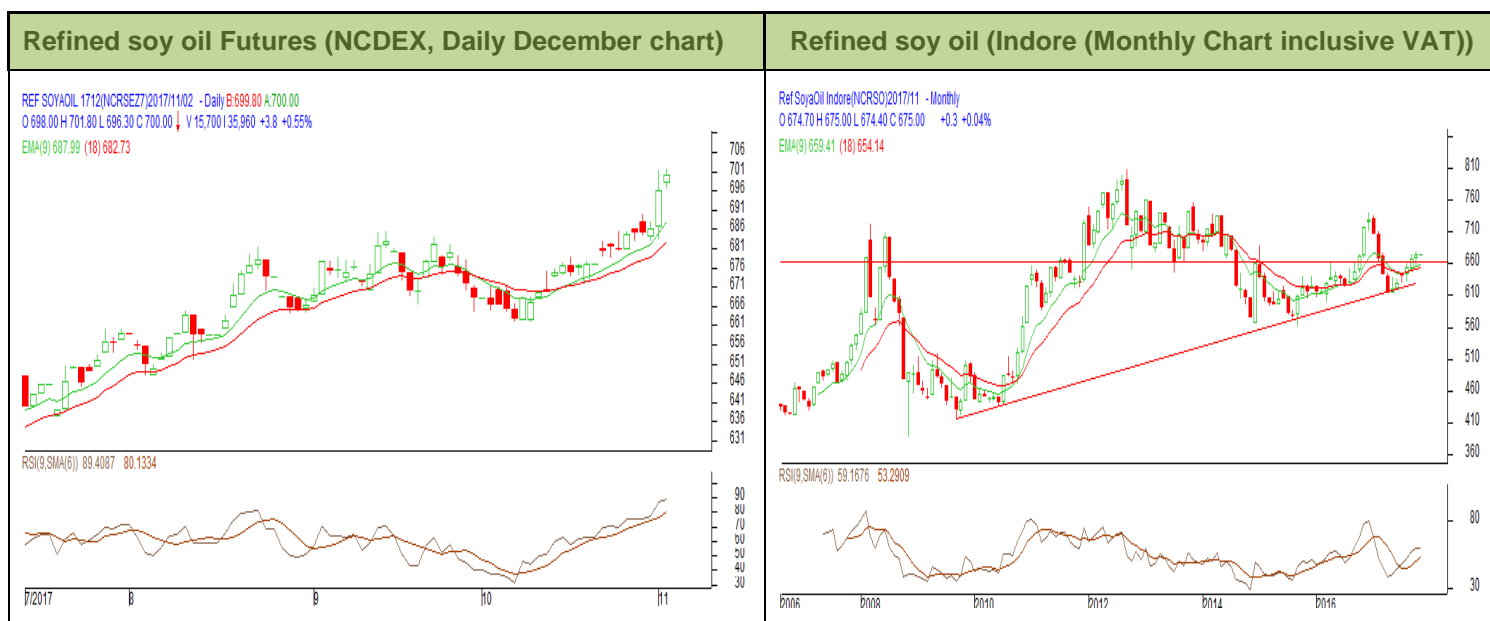 Refined soy oil Futures (NCDEX, Daily December chart)
REF SOYAOIL 1712(NCRSEZ7)2017/11/02 - Daily B:699.80 A:700.00
O 698.00 H 701.80 L 696.30 C 700.00 V 15,700 I 35,960 +3.8 +0.55%
EMA(9) 687.99 (18) 682.73
706
701
696
691
686
681
676
671
666
661
656
651
646
641
636
631
RSI(9,SMA(6)) 89.4087 80.1334
90
80
70
60
50
40
30
7/2017 8 9 10 11
Refined soy oil (Indore (Monthly Chart inclusive VAT))
Ref SoyaOil Indore(NCRSO)2017/11 - Monthly
O 674.70 H 675.00 L 674.40 C 675.00 +0.3 +0.04%
EMA(9) 659.41 (18) 654.14
810
760
710
660
610
560
510
460
410
360
RSI(9,SMA(6)) 59.1676 53.2909
80
30
2006 2008 2010 2012 2014 2016